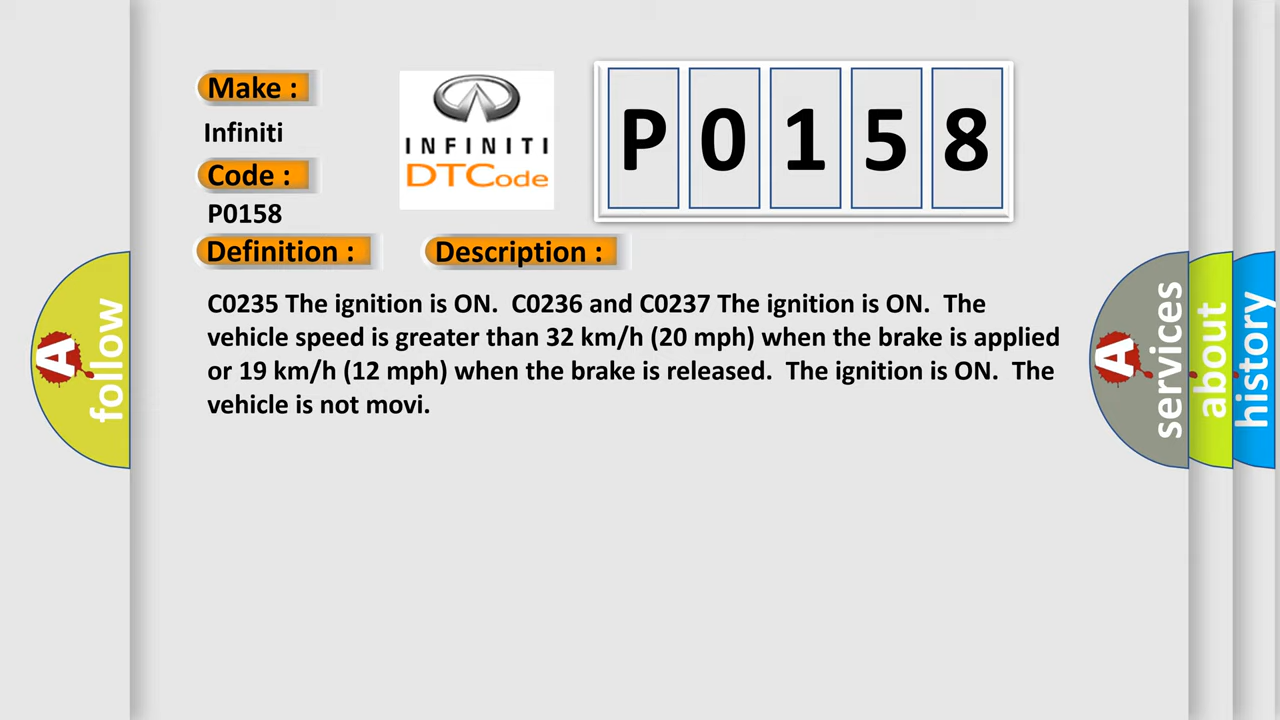 Make :
Infiniti
Code :
P0158
INFINITI
DTCode
P0158
Definition :
Description :
C0235 The ignition is ON. C0236 and C0237 The ignition is ON. The
vehicle speed is greater than 32 km/h (20 mph) when the brake is applied
or 19 km/h (12 mph) when the brake is released. The ignition is ON. The
vehicle is not movi.
A follow
A services
about
history